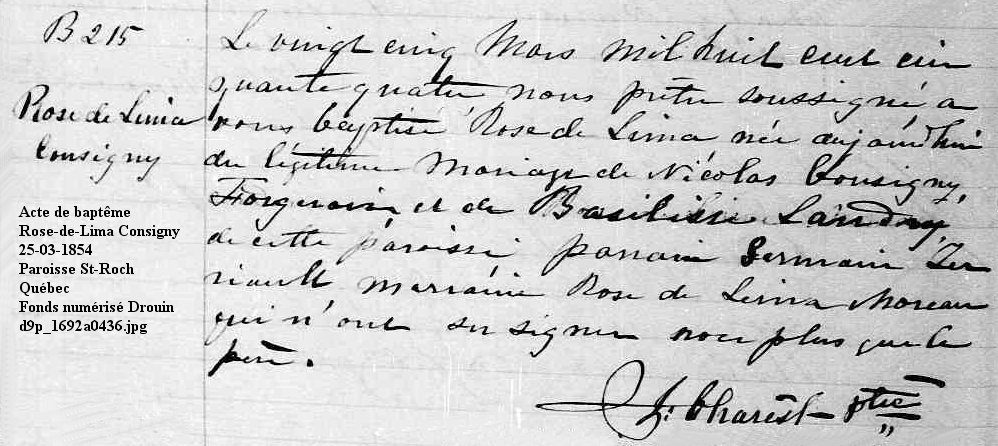 B 215
Rose de Lima
Consigny
Acte de baptême
Rose-de-Lima Consigny
25-03-1854
Paroisse St-Roch
Québec
Fonds numérisé Drouin
d9p_1692a0436.jpg
Le vingt cinq Mars mil huit cent cin
quante quatre nous prêtre soussigné a
vons baptisé Rose de Lima née aujourd'hui
du légitime Mariage de Nicolas Consigny,
Forgeron, et de Basilisse Landry,
de cette paroisse parrain Germain Ter
riault marraine Rose de Lima Moreau
qui n'ont su signer non plus que le
père.
J: Charest ptre